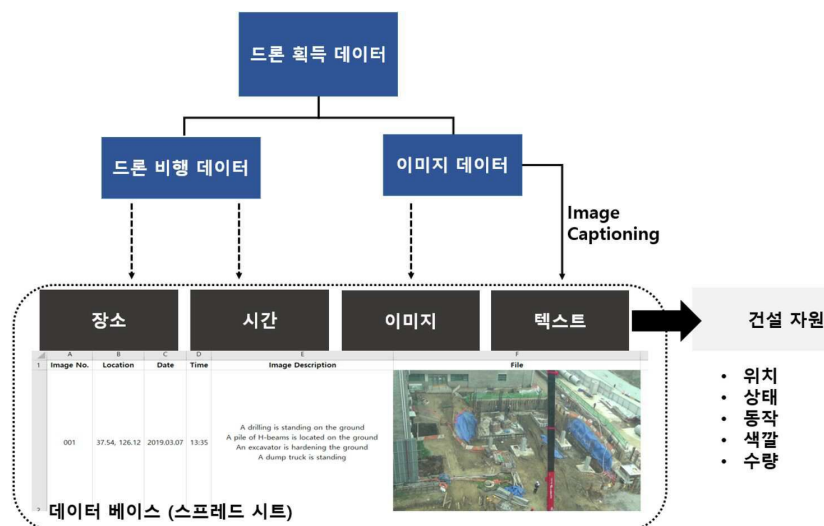 드론 획득 데이터
드론 비행 데이터
이미지 데이터
Image
Captioning
장소
시간
이미지
텍스트
건설 자원
A B C D E F
1 Image No. Location Date Time Image Description File
A drilling is standing on the ground
A pile of H-beams is located on the ground
001 37.54, 126.12 2019.03.07 13:35
An excavator is hardening the ground
A dump truck is standing
2
데이터 베이스 (스프레드 시트)
• 위치
• 상태
• 동작
• 색깔
• 수량